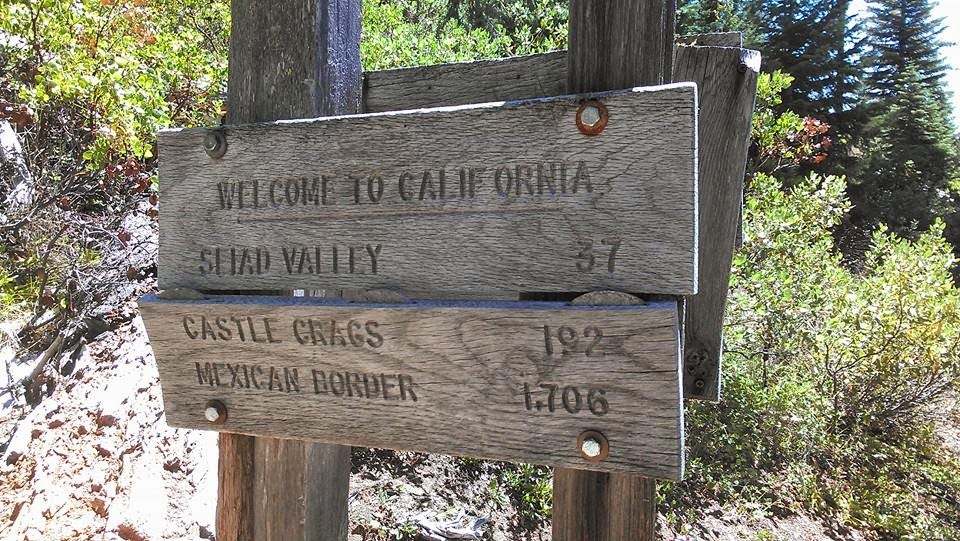 WELCOME TO CALIFORNIA
SEIAD VALLEY 37
CASTLE CRAGS 192
MEXICAN BORDER 1,706